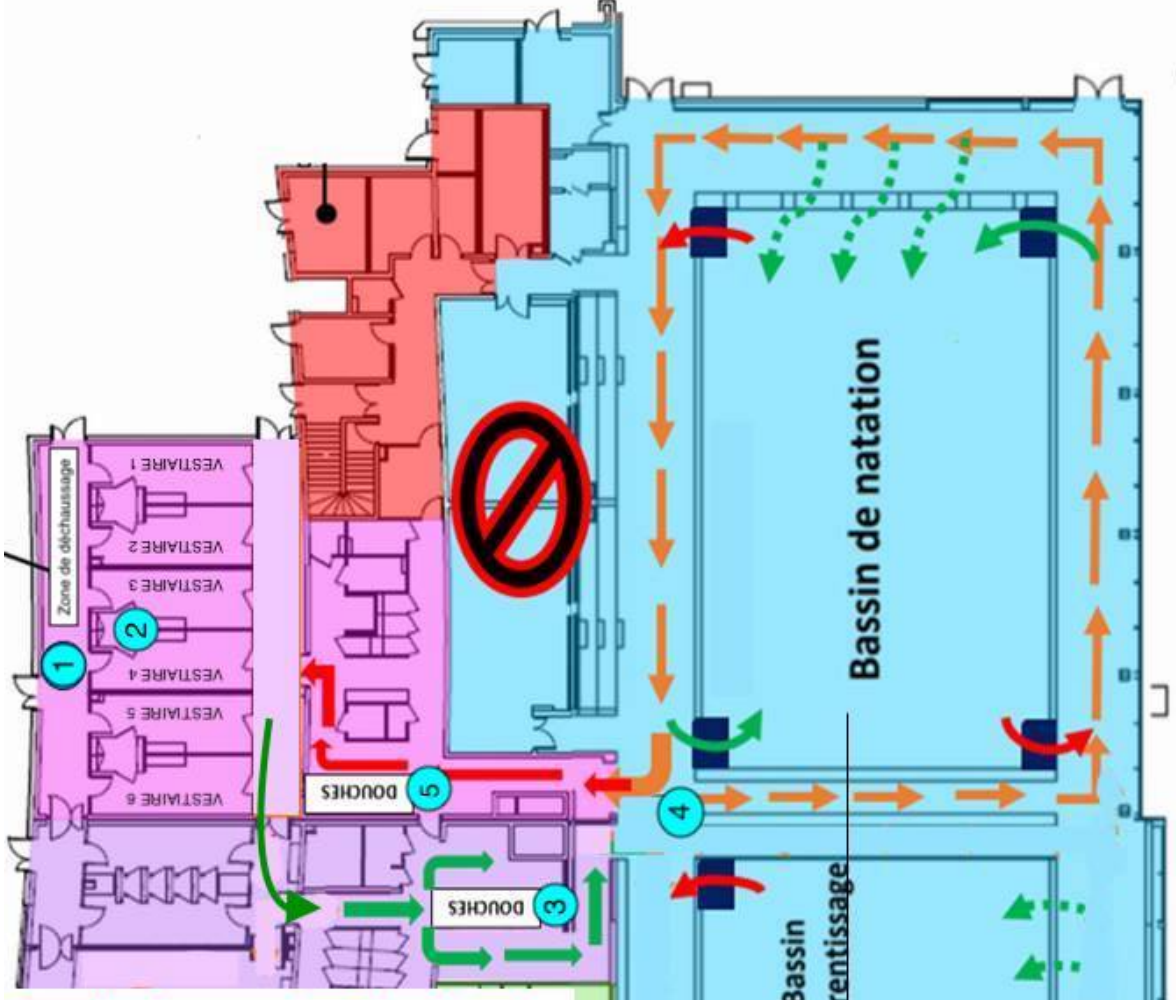 Zone de déchaussage
VESTIAIRE 1
VESTIAIRE 2
VESTIAIRE 3
VESTIAIRE 4
VESTIAIRE 5
VESTIAIRE 6
1
2
DOUCHES
5
DOUCHES
3
4
Bassin de natation
Bassin
rentissage